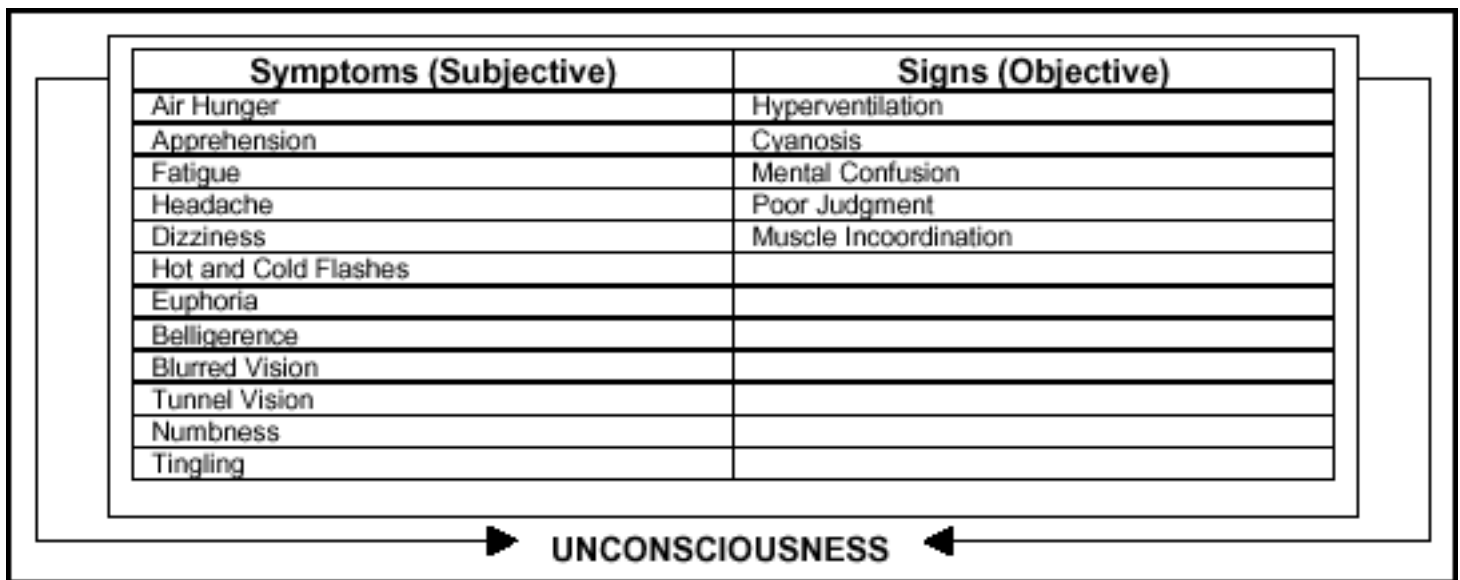 Symptoms (Subjective) Signs (Objective)
Air Hunger Hyperventilation
Apprehension Cyanosis
Fatigue Mental Confusion
Headache Poor Judgment
Dizziness Muscle Incoordination
Hot and Cold Flashes
Euphoria
Belligerence
Blurred Vision
Tunnel Vision
Numbness
Tingling
UNCONSCIOUSNESS